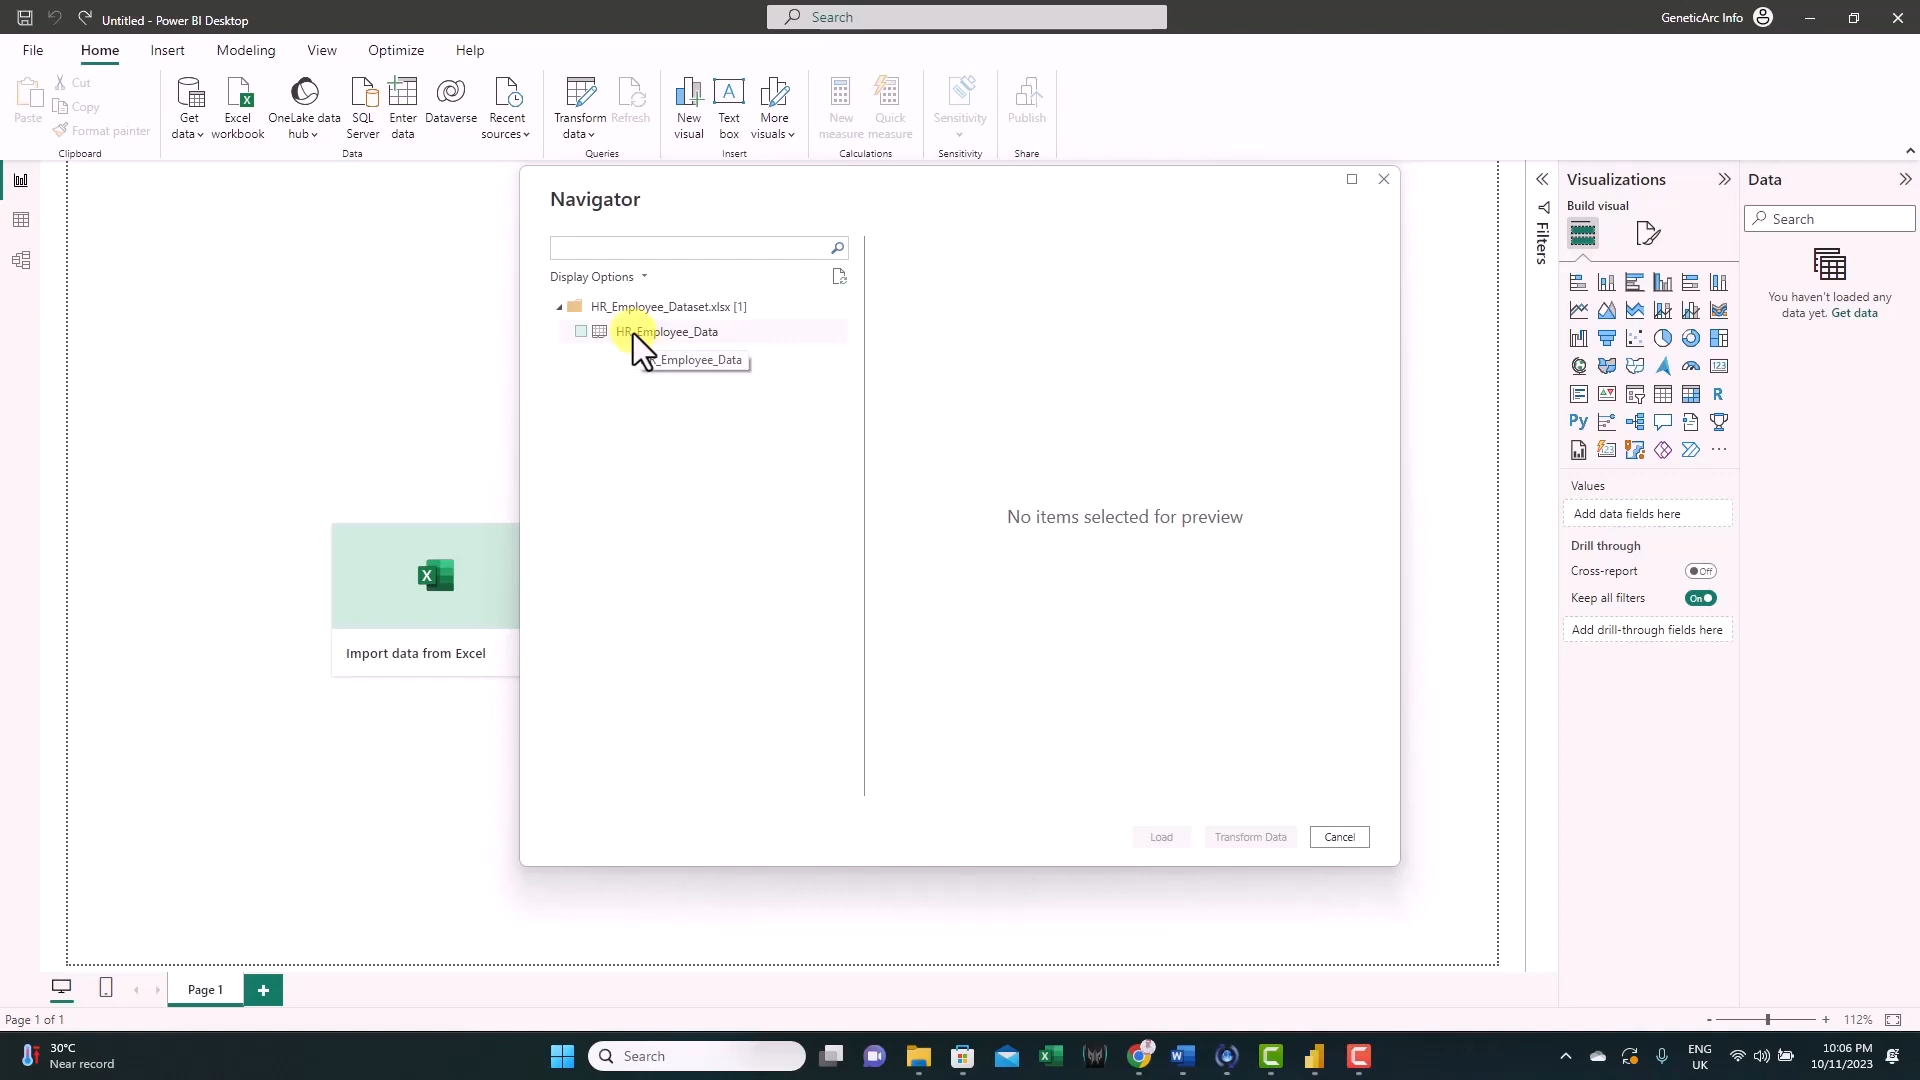 Untitled - Power BI Desktop
Search
GeneticArc Info
File Home Insert Modeling View Optimize Help
Paste
Cut
Copy
Format painter
Clipboard
Get data
Excel workbook
OneLake data hub
SQL Server
Enter data
Dataverse
Recent sources
Data
Transform data
Refresh
Queries
New visual
Text box
More visuals
Insert
New measure
Quick measure
Calculations
Sensitivity
Sensitivity
Publish
Share
Navigator
Display Options
HR_Employee_Dataset.xlsx [1]
HR_Employee_Data
_Employee_Data
No items selected for preview
Load
Transform Data
Cancel
Import data from Excel
Filters
Visualizations
Build visual
123
R
Py
123
...
Values
Add data fields here
Drill through
Cross-report
Off
Keep all filters
On
Add drill-through fields here
Data
Search
You haven't loaded any
data yet. Get data
Page 1
+
Page 1 of 1
- + 112%
30°C
Near record
Search
ENG
UK
10:06 PM
10/11/2023